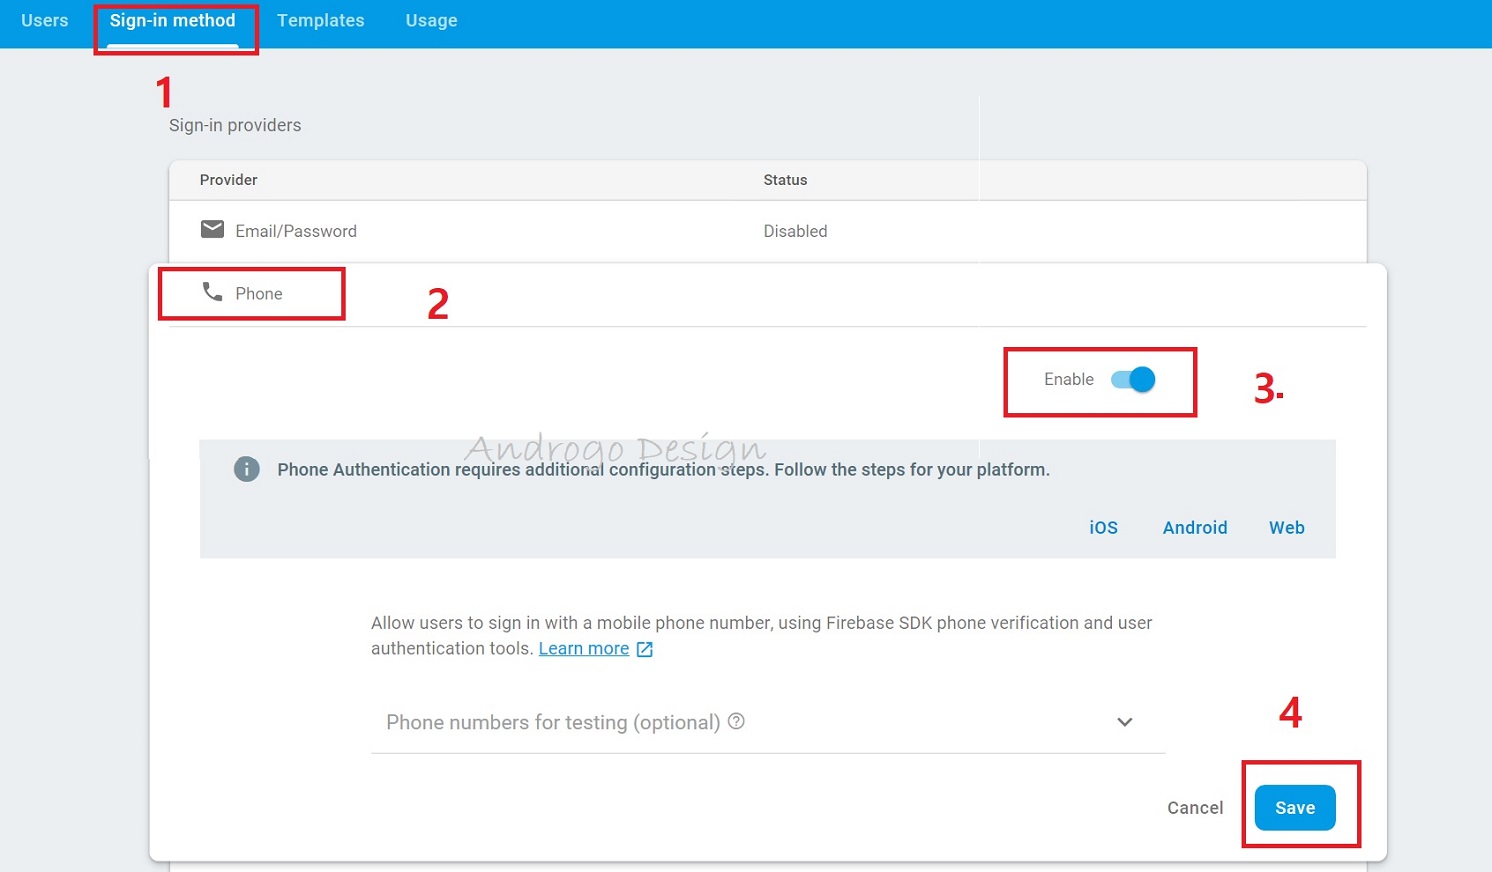 Users Sign-in method Templates Usage
1
Sign-in providers
Provider Status
Email/Password Disabled
Phone 2
Enable 3.
Androgo Design
Phone Authentication requires additional configuration steps. Follow the steps for your platform.
iOS Android Web
Allow users to sign in with a mobile phone number, using Firebase SDK phone verification and user
authentication tools. Learn more
Phone numbers for testing (optional)
4
Cancel Save